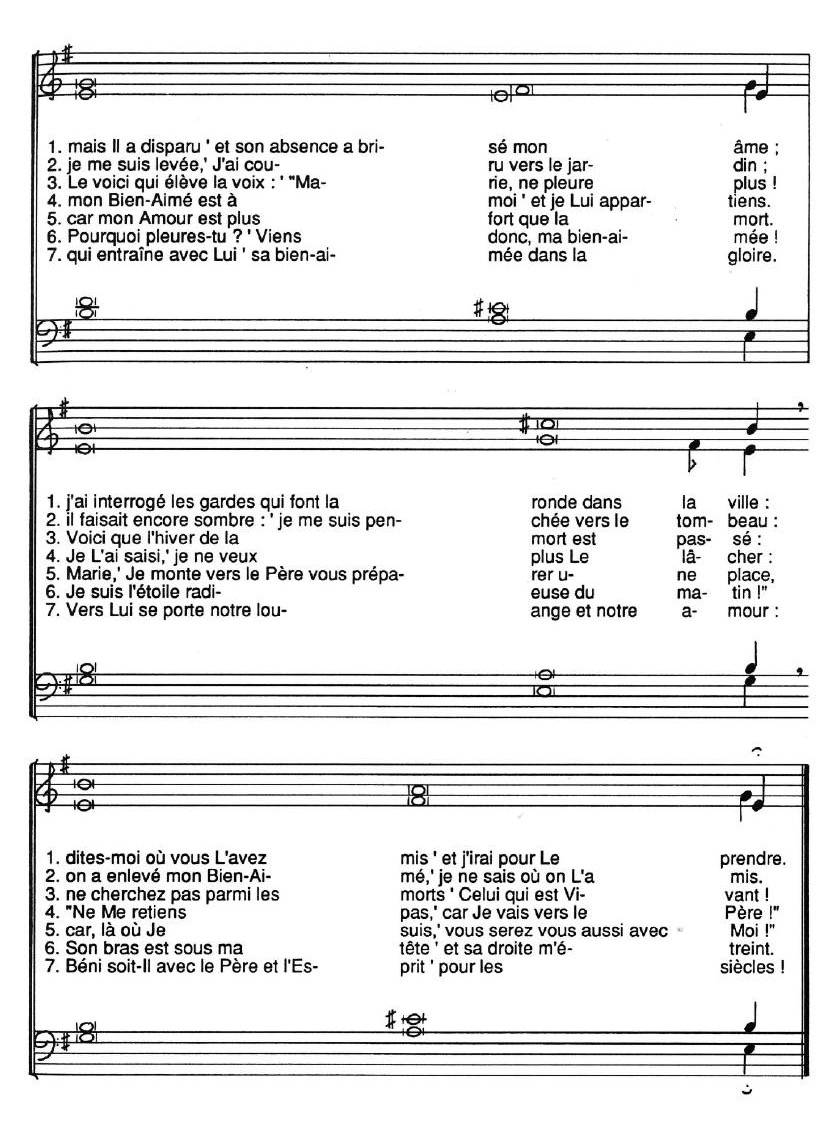 1. mais Il a disparu ' et son absence a bri- sé mon âme ;
2. je me suis levée,' J'ai cou- ru vers le jar- din ;
3. Le voici qui élève la voix : ' "Ma- rie, ne pleure plus !
4. mon Bien-Aimé est à moi ' et je Lui appar- tiens.
5. car mon Amour est plus fort que la mort.
6. Pourquoi pleures-tu ? ' Viens donc, ma bien-ai- mée !
7. qui entraîne avec Lui ' sa bien-ai- mée dans la gloire.
1. j'ai interrogé les gardes qui font la ronde dans la ville :
2. il faisait encore sombre : ' je me suis pen- chée vers le tom- beau :
3. Voici que l'hiver de la mort est pas- sé :
4. Je L'ai saisi,' je ne veux plus Le lâ- cher :
5. Marie,' Je monte vers le Père vous prépa- rer u- ne place,
6. Je suis l'étoile radi- euse du ma- tin !"
7. Vers Lui se porte notre lou- ange et notre a- mour :
1. dites-moi où vous L'avez mis ' et j'irai pour Le prendre.
2. on a enlevé mon Bien-Ai- mé,' je ne sais où on L'a mis.
3. ne cherchez pas parmi les morts ' Celui qui est Vi- vant !
4. "Ne Me retiens pas,' car Je vais vers le Père !"
5. car, là où Je suis,' vous serez vous aussi avec Moi !"
6. Son bras est sous ma tête ' et sa droite m'é- treint.
7. Béni soit-Il avec le Père et l'Es- prit ' pour les siècles !